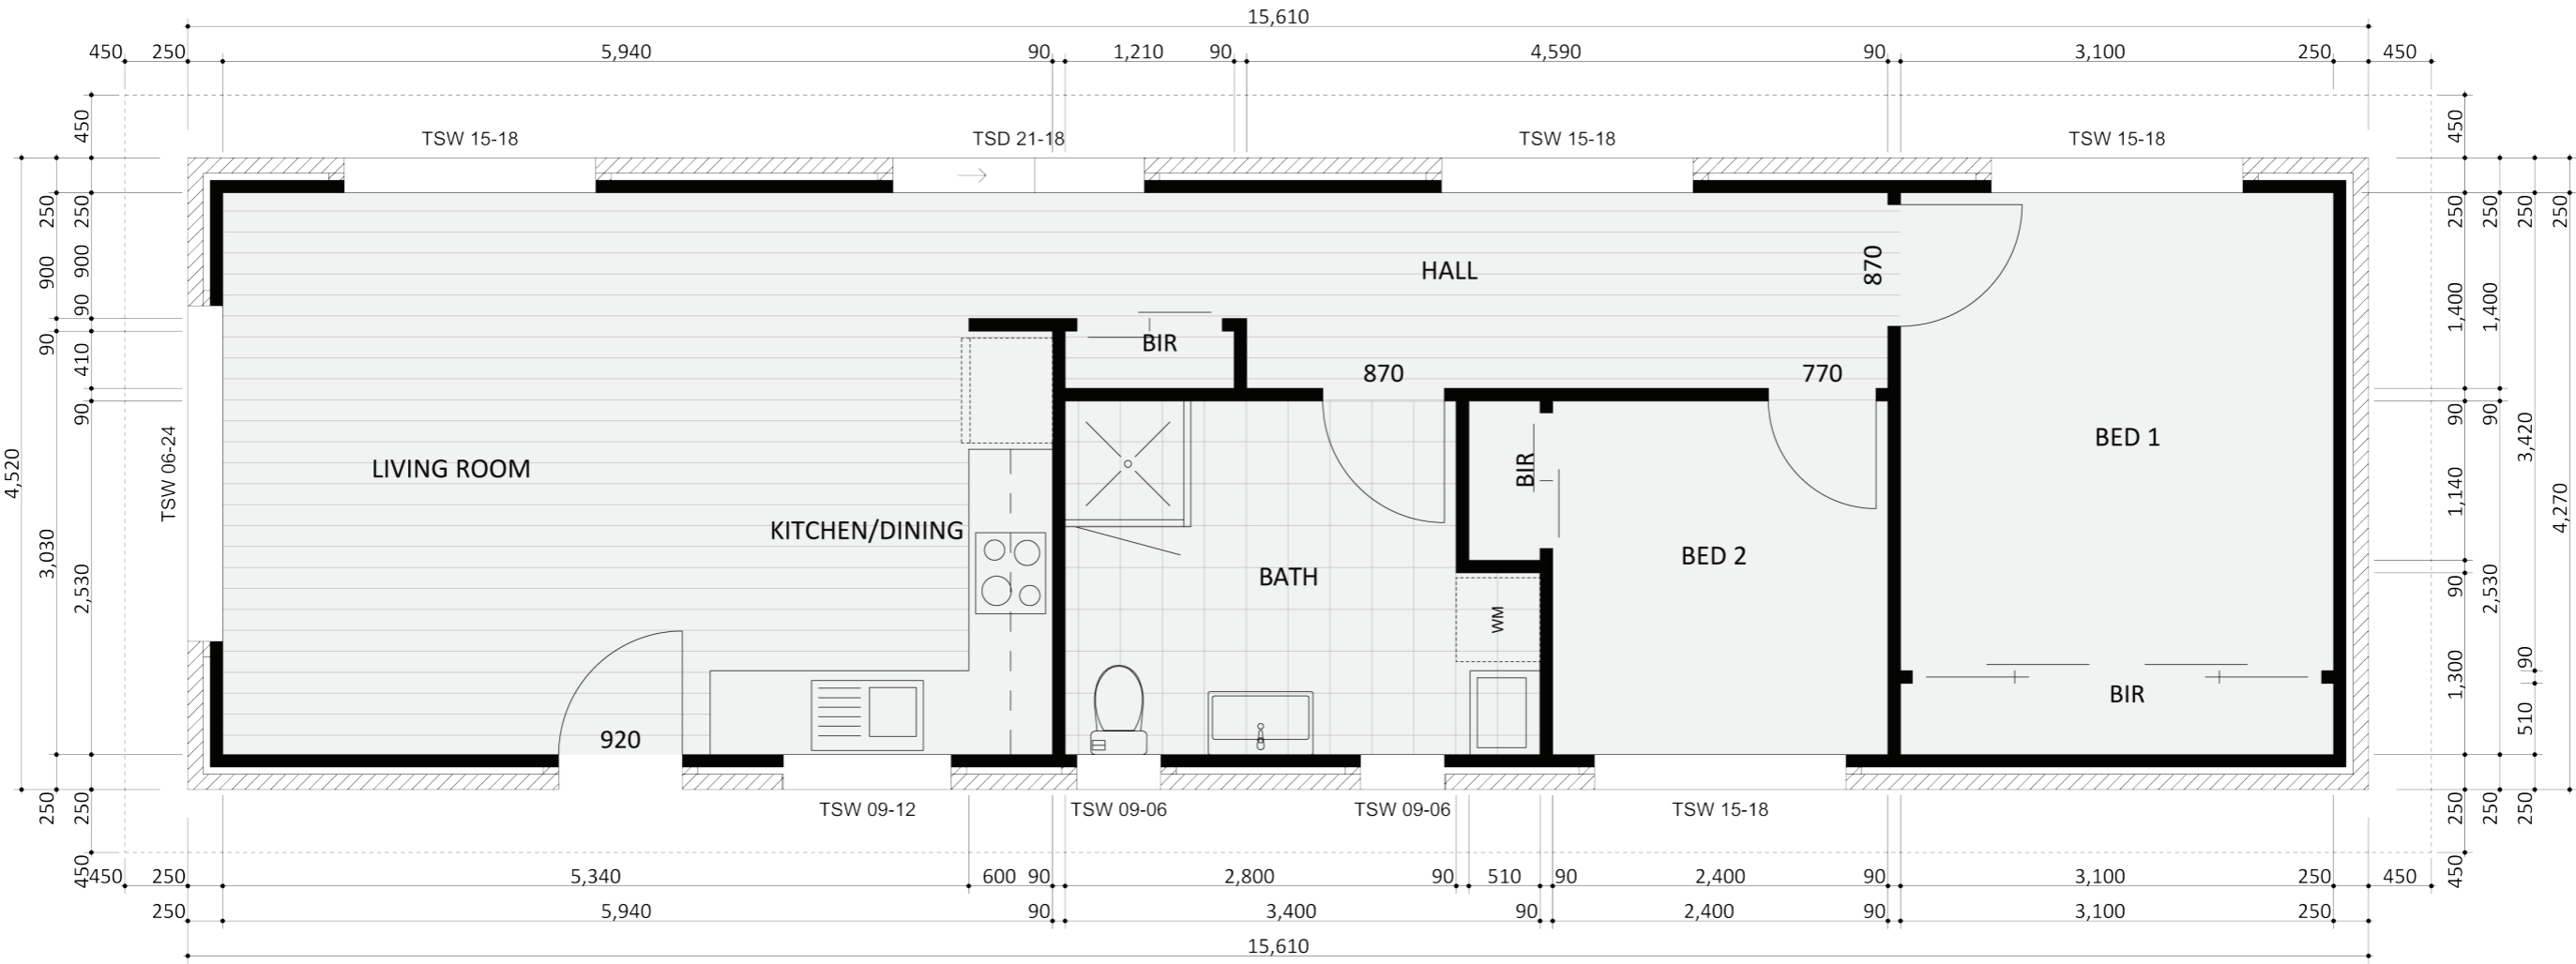 15,610
450 250 5,940 90 1,210 90 4,590 90 3,100 250 450
TSW 15-18 TSD 21-18 TSW 15-18 TSW 15-18
450
250
900
90
410
90
2,530
250
450
250
900
90
3,030
250
4,520
TSW 06-24
HALL
870
BIR
870
770
LIVING ROOM
KITCHEN/DINING
BATH
BIR
BED 2
BED 1
WM
BIR
920
450
250
1,400
90
1,140
90
1,300
250
450
250
1,400
90
2,530
250
250
3,420
90
510
250
250
4,270
TSW 09-12 TSW 09-06 TSW 09-06 TSW 15-18
450 250 5,340 600 90 2,800 90 510 90 2,400 90 3,100 250 450
250 5,940 90 3,400 90 2,400 90 3,100 250
15,610